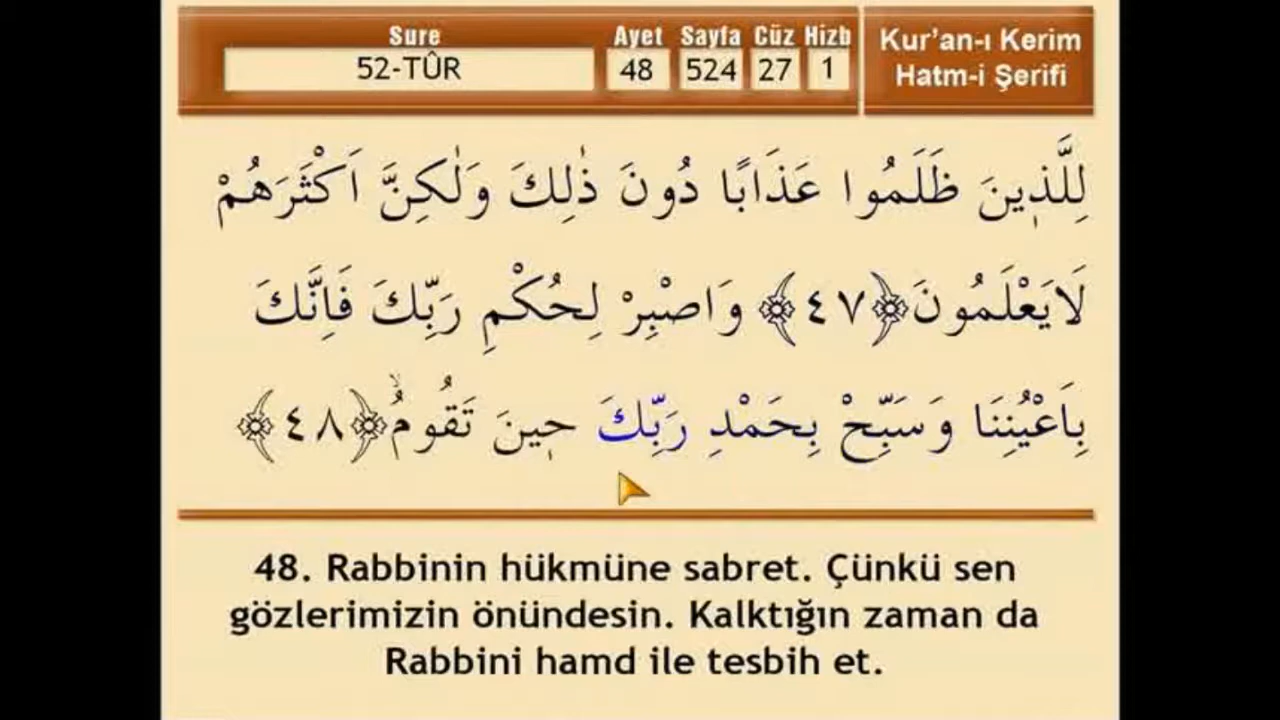 Sure Ayet Sayfa Cüz Hizb
52-TÛR 48 524 27 1
Kur'an-ı Kerim
Hatm-i Şerifi
لِلَّذ۪ينَ ظَلَمُوا عَذَابًا دُونَ ذٰلِكَ وَلٰكِنَّ اَكْثَرَهُمْ
لَايَعْلَمُونَ ﴿٤٧﴾ وَاصْبِرْ لِحُكْمِ رَبِّكَ فَاِنَّكَ
بِاَعْيُنِنَا وَسَبِّحْ بِحَمْدِ رَبِّكَ ح۪ينَ تَقُومُۙ ﴿٤٨﴾
48. Rabbinin hükmüne sabret. Çünkü sen
gözlerimizin önündesin. Kalktığın zaman da
Rabbini hamd ile tesbih et.